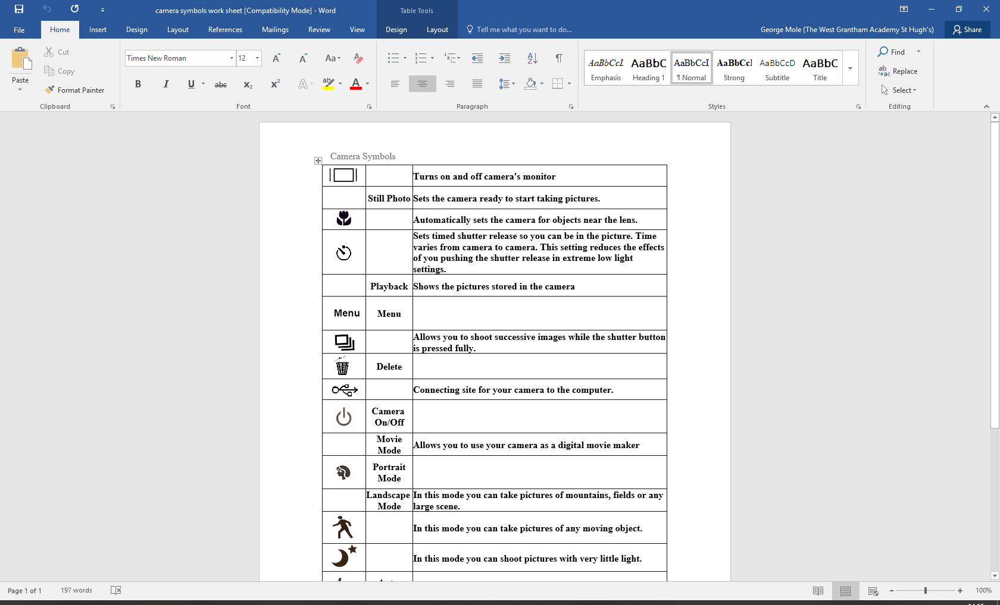 camera symbols work sheet [Compatibility Mode] - Word
Table Tools
File Home Insert Design Layout References Mailings Review View Design Layout Tell me what you want to do... George Mole (The West Grantham Academy St Hugh's) Share
Paste
Cut
Copy
Format Painter
Clipboard
Times New Roman 12
Font
Paragraph
AaBbCcI AaBbC AaBbCcI AaBbCcI AaBbCcD AaBbC
Emphasis Heading 1 ¶ Normal Strong Subtitle Title
Styles
Find
Replace
Select
Editing
Camera Symbols
Turns on and off camera's monitor
Still Photo Sets the camera ready to start taking pictures.
Automatically sets the camera for objects near the lens.
Sets timed shutter release so you can be in the picture. Time
varies from camera to camera. This setting reduces the effects
of you pushing the shutter release in extreme low light
settings.
Playback Shows the pictures stored in the camera
Menu Menu
Allows you to shoot successive images while the shutter button
is pressed fully.
Delete
Connecting site for your camera to the computer.
Camera
On/Off
Movie
Mode
Allows you to use your camera as a digital movie maker
Portrait
Mode
Landscape
Mode
In this mode you can take pictures of mountains, fields or any
large scene.
In this mode you can take pictures of any moving object.
In this mode you can shoot pictures with very little light.
Page 1 of 1 197 words 100%